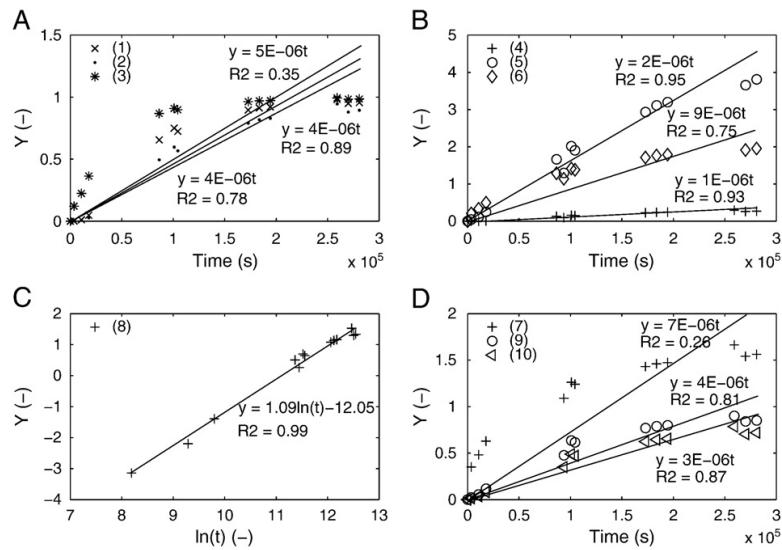 A
1.5
1
0.5
0
Y (−)
(1)
(2)
(3)
y = 5E−06t
R2 = 0.35
y = 4E−06t
R2 = 0.89
y = 4E−06t
R2 = 0.78
0 0.5 1 1.5 2 2.5 3
Time (s)
x 10^5
B
5
4
3
2
1
0
Y (−)
(4)
(5)
(6)
y = 2E−06t
R2 = 0.95
y = 9E−06t
R2 = 0.75
y = 1E−06t
R2 = 0.93
0 0.5 1 1.5 2 2.5 3
Time (s)
x 10^5
C
2
1
0
−1
−2
−3
−4
Y (−)
(8)
y = 1.09ln(t)−12.05
R2 = 0.99
7 8 9 10 11 12 13
ln(t) (−)
D
2
1.5
1
0.5
0
Y (−)
(7)
(9)
(10)
y = 7E−06t
R2 = 0.26
y = 4E−06t
R2 = 0.81
y = 3E−06t
R2 = 0.87
0 0.5 1 1.5 2 2.5 3
Time (s)
x 10^5